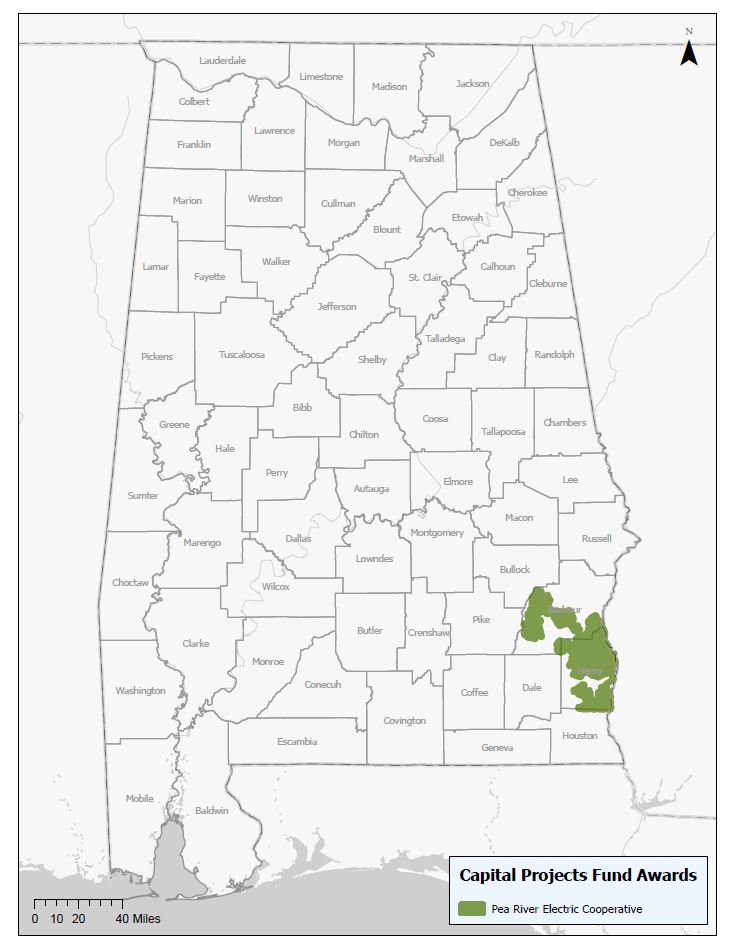 N
Lauderdale
Limestone
Madison
Jackson
Colbert
Lawrence
Franklin
Morgan
DeKalb
Marshall
Cherokee
Marion
Winston
Cullman
Etowah
Blount
Walker
Lamar
Fayette
St. Clair
Calhoun
Cleburne
Jefferson
Talladega
Pickens
Tuscaloosa
Shelby
Clay
Randolph
Bibb
Coosa
Chambers
Greene
Chilton
Tallapoosa
Hale
Perry
Elmore
Lee
Sumter
Autauga
Macon
Montgomery
Russell
Marengo
Dallas
Lowndes
Bullock
Choctaw
Wilcox
Barbour
Pike
Butler
Crenshaw
Clarke
Monroe
Henry
Conecuh
Washington
Coffee
Dale
Covington
Houston
Escambia
Geneva
Mobile
Baldwin
Capital Projects Fund Awards
Pea River Electric Cooperative
0 10 20 40 Miles